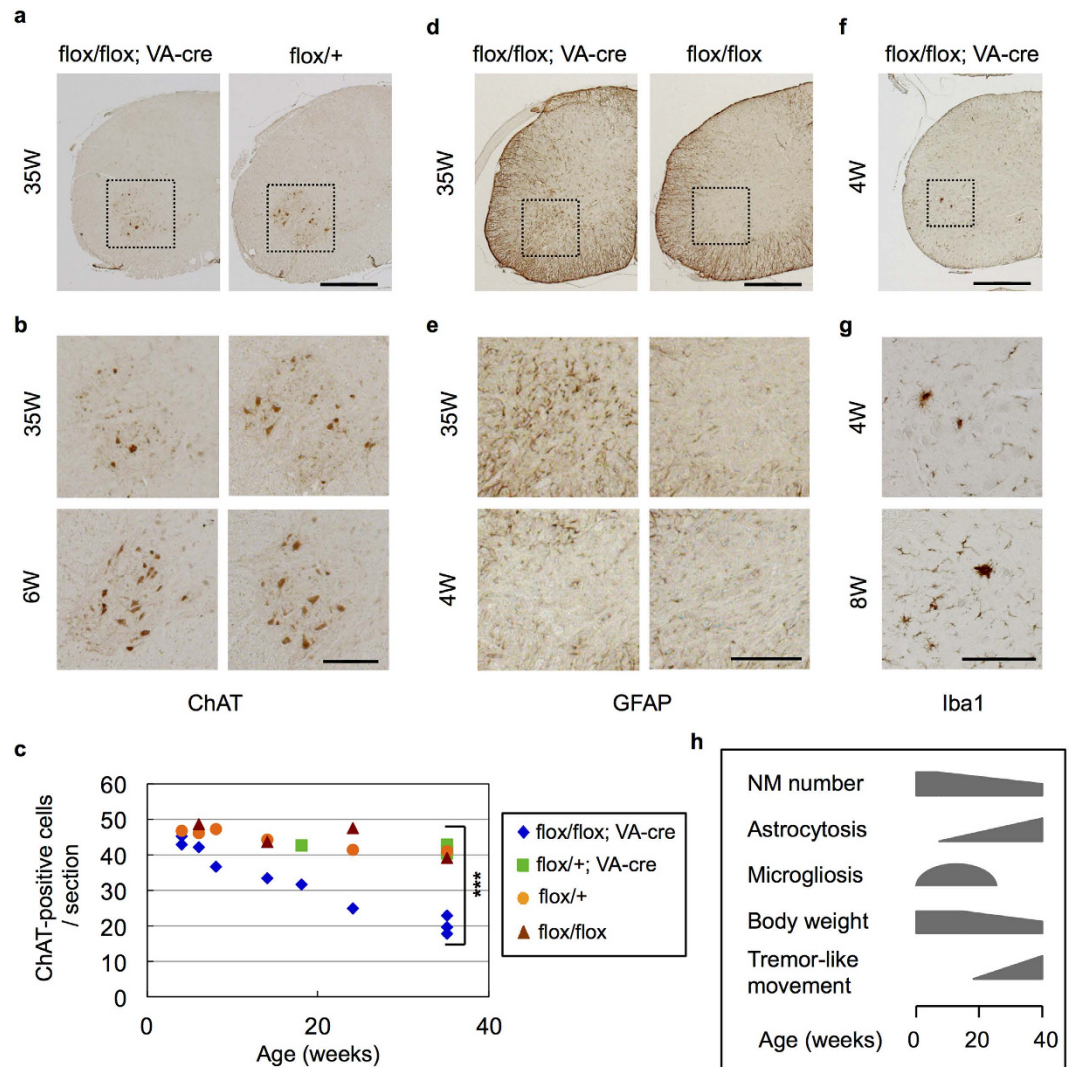 a
flox/flox; VA-cre
flox/+
35W
b
35W
6W
ChAT
d
flox/flox; VA-cre
flox/flox
35W
e
35W
4W
GFAP
f
flox/flox; VA-cre
4W
g
4W
8W
Iba1
c
ChAT-positive cells
/ section
60
50
40
30
20
10
0
0
20
40
Age (weeks)
***
flox/flox; VA-cre
flox/+; VA-cre
flox/+
flox/flox
h
NM number
Astrocytosis
Microgliosis
Body weight
Tremor-like
movement
Age (weeks)
0
20
40